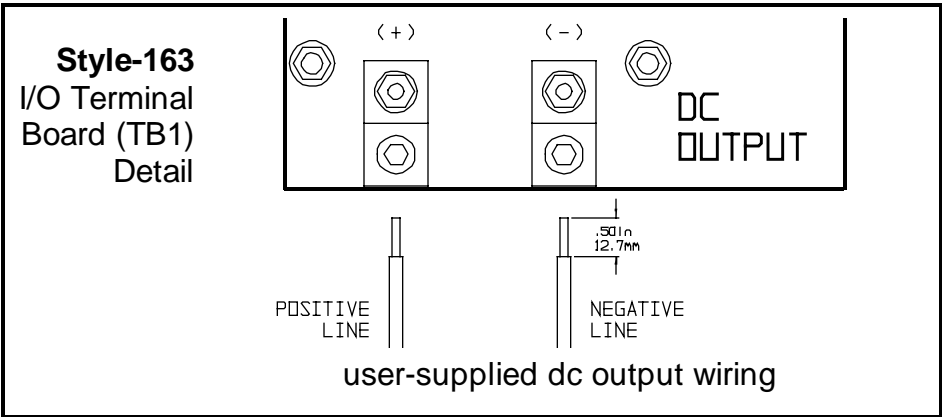 Style-163
I/O Terminal
Board (TB1)
Detail
(+)
(-)
DC
OUTPUT
.50in
12.7mm
POSITIVE
LINE
NEGATIVE
LINE
user-supplied dc output wiring